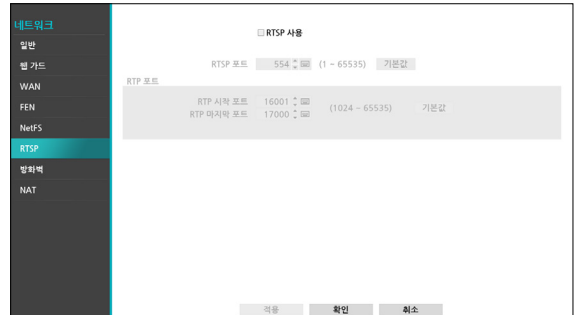 네트워크
일반
웹 가드
WAN
FEN
NetFS
RTSP
방화벽
NAT
RTSP 사용
RTSP 포트 554 (1 ~ 65535) 기본값
RTP 포트
RTP 시작 포트 16001
RTP 마지막 포트 17000
(1024 ~ 65535) 기본값
적용 확인 취소